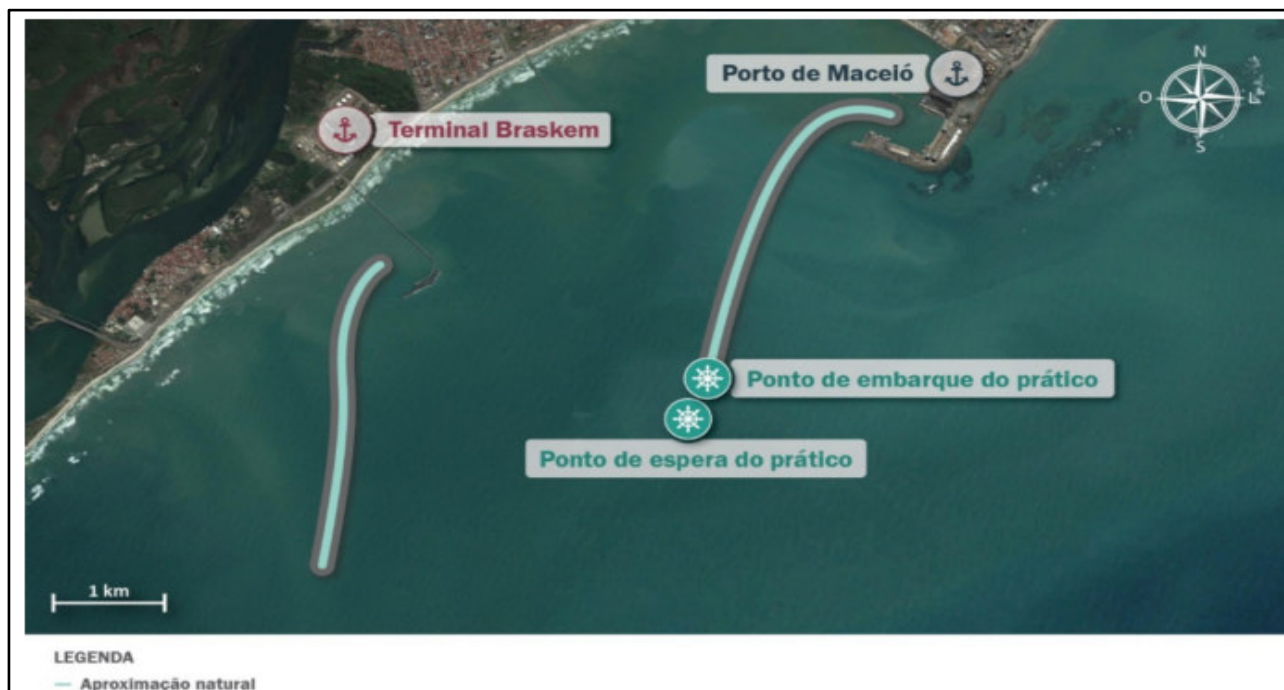 Porto de Maceió
N
O
L
S
Terminal Braskem
Ponto de embarque do prático
Ponto de espera do prático
1 km
LEGENDA
Aproximação natural